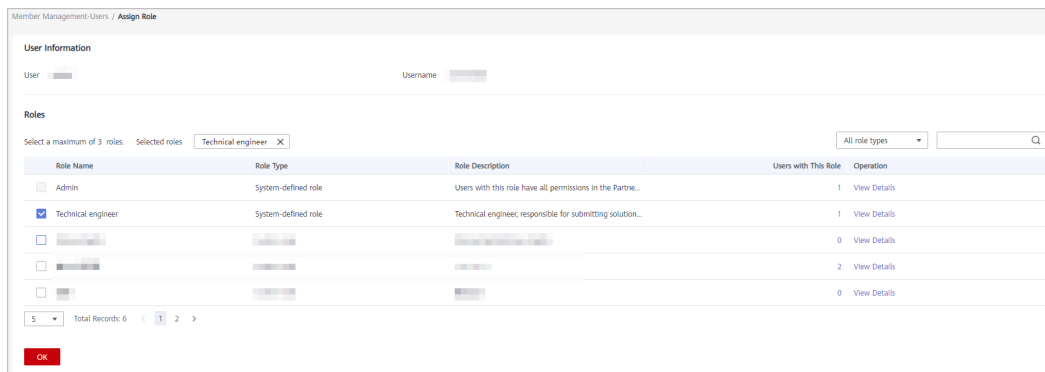 Member Management-Users / Assign Role
User Information
User Username
Roles
Select a maximum of 3 roles. Selected roles Technical engineer X All role types
Role Name Role Type Role Description Users with This Role Operation
Admin System-defined role Users with this role have all permissions in the Partne... 1 View Details
Technical engineer System-defined role Technical engineer, responsible for submitting solution... 1 View Details
0 View Details
2 View Details
0 View Details
5 Total Records: 6 < 1 2 >
OK